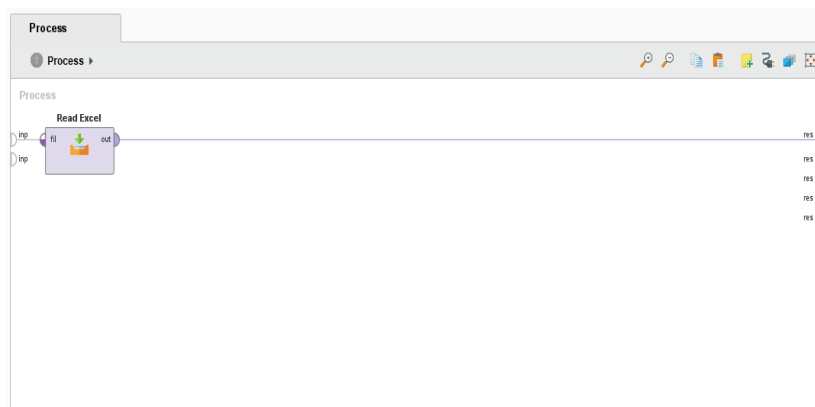 Process
Process
Process
Read Excel
inp
fil
out
res
inp
res
res
res
res